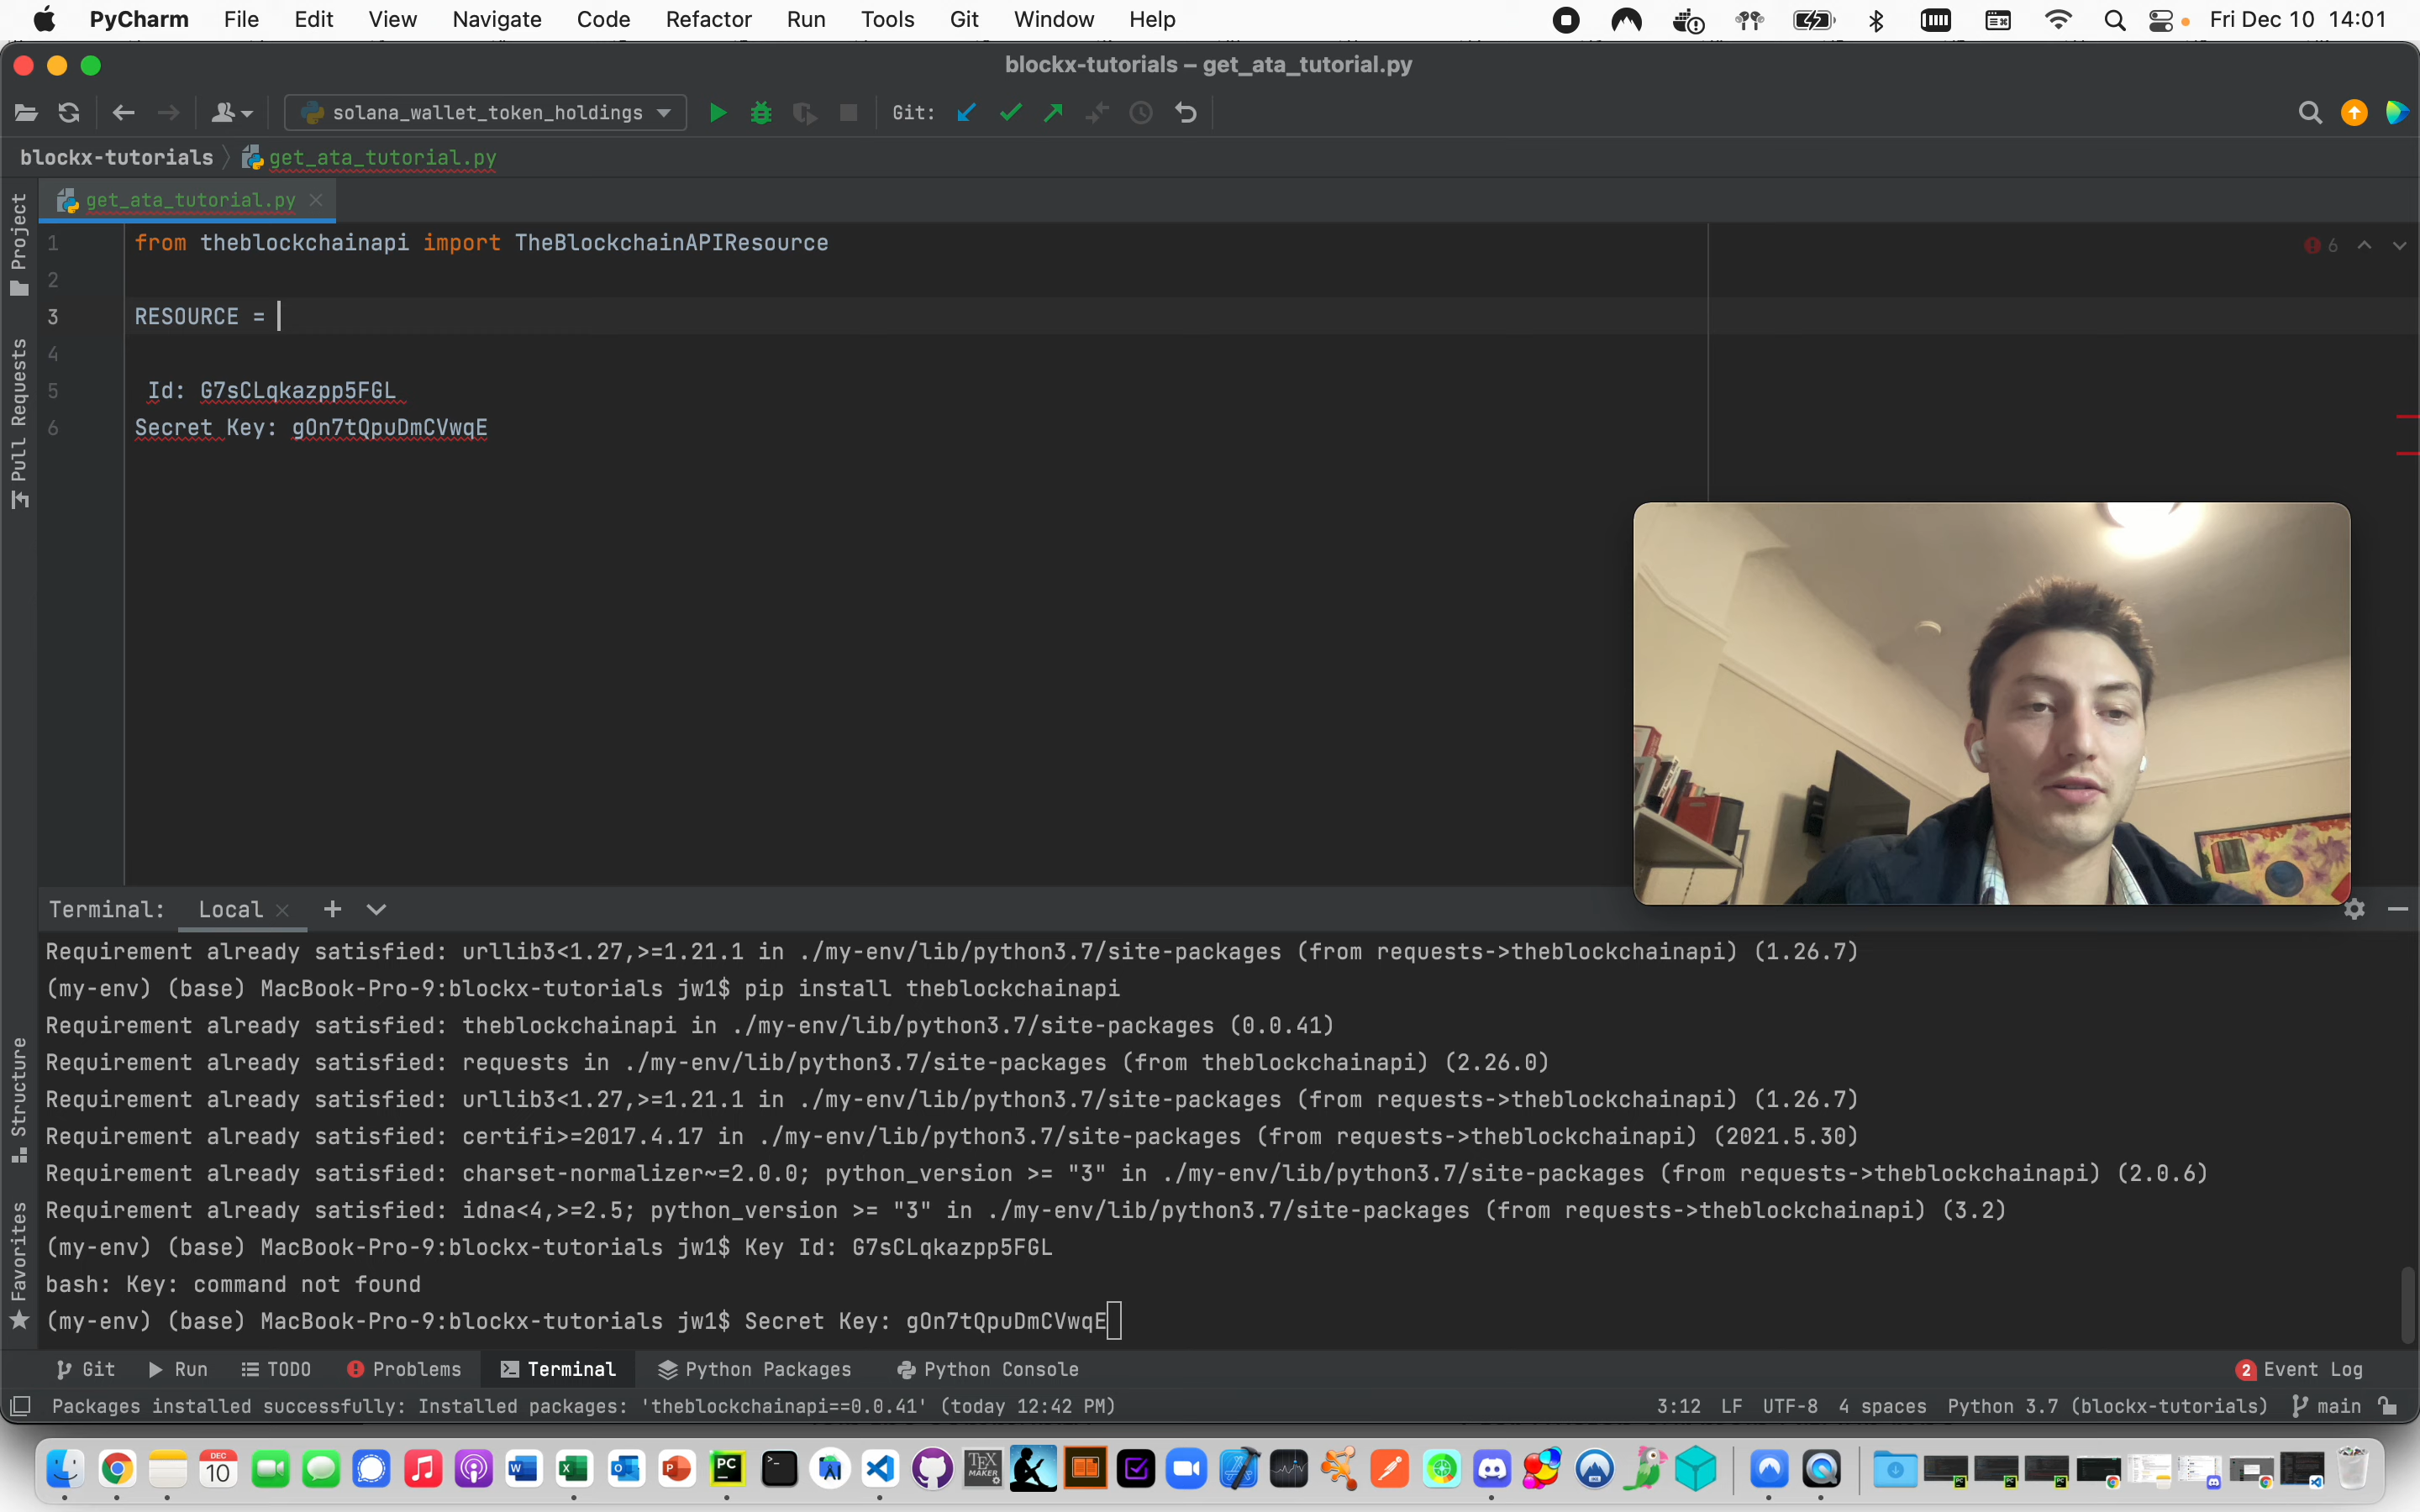 PyCharm File Edit View Navigate Code Refactor Run Tools Git Window Help Fri Dec 10 14:01
blockx-tutorials – get_ata_tutorial.py
solana_wallet_token_holdings Git:
blockx-tutorials get_ata_tutorial.py
get_ata_tutorial.py
Project
Pull Requests
Structure
Favorites
1 from theblockchainapi import TheBlockchainAPIResource 6
2
3 RESOURCE =
4
5 Id: G7sCLqkazpp5FGL
6 Secret Key: gOn7tQpuDmCVwqE
Terminal: Local
Requirement already satisfied: urllib3<1.27,>=1.21.1 in ./my-env/lib/python3.7/site-packages (from requests->theblockchainapi) (1.26.7)
(my-env) (base) MacBook-Pro-9:blockx-tutorials jw1$ pip install theblockchainapi
Requirement already satisfied: theblockchainapi in ./my-env/lib/python3.7/site-packages (0.0.41)
Requirement already satisfied: requests in ./my-env/lib/python3.7/site-packages (from theblockchainapi) (2.26.0)
Requirement already satisfied: urllib3<1.27,>=1.21.1 in ./my-env/lib/python3.7/site-packages (from requests->theblockchainapi) (1.26.7)
Requirement already satisfied: certifi>=2017.4.17 in ./my-env/lib/python3.7/site-packages (from requests->theblockchainapi) (2021.5.30)
Requirement already satisfied: charset-normalizer~=2.0.0; python_version >= "3" in ./my-env/lib/python3.7/site-packages (from requests->theblockchainapi) (2.0.6)
Requirement already satisfied: idna<4,>=2.5; python_version >= "3" in ./my-env/lib/python3.7/site-packages (from requests->theblockchainapi) (3.2)
(my-env) (base) MacBook-Pro-9:blockx-tutorials jw1$ Key Id: G7sCLqkazpp5FGL
bash: Key: command not found
(my-env) (base) MacBook-Pro-9:blockx-tutorials jw1$ Secret Key: gOn7tQpuDmCVwqE
Git Run TODO Problems Terminal Python Packages Python Console 2 Event Log
Packages installed successfully: Installed packages: 'theblockchainapi==0.0.41' (today 12:42 PM) 3:12 LF UTF-8 4 spaces Python 3.7 (blockx-tutorials) main
DEC
10
PC
TEX
MAKER